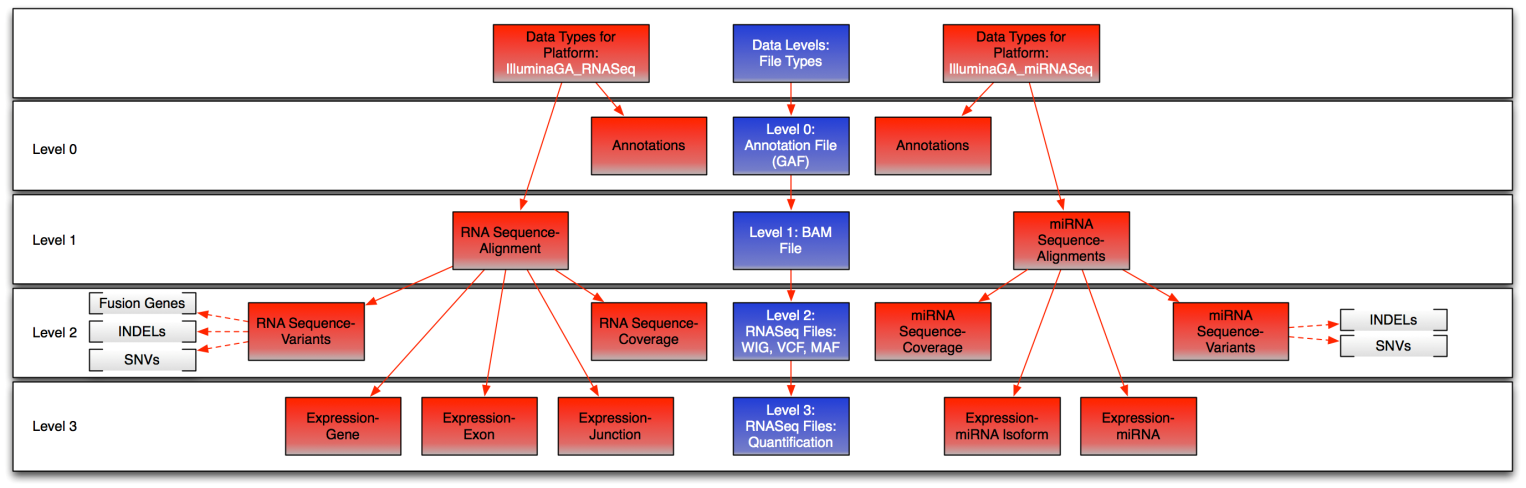 Data Types for
Platform:
IlluminaGA_RNASeq
Data Levels:
File Types
Data Types for
Platform:
IlluminaGA_miRNASeq
Level 0
Annotations
Level 0:
Annotation File
(GAF)
Annotations
Level 1
RNA Sequence-
Alignment
Level 1: BAM
File
miRNA
Sequence-
Alignments
Level 2
Fusion Genes
INDELs
SNVs
RNA Sequence-
Variants
RNA Sequence-
Coverage
Level 2:
RNASeq Files:
WIG, VCF, MAF
miRNA
Sequence-
Coverage
miRNA
Sequence-
Variants
INDELs
SNVs
Level 3
Expression-
Gene
Expression-
Exon
Expression-
Junction
Level 3:
RNASeq Files:
Quantification
Expression-
miRNA Isoform
Expression-
miRNA